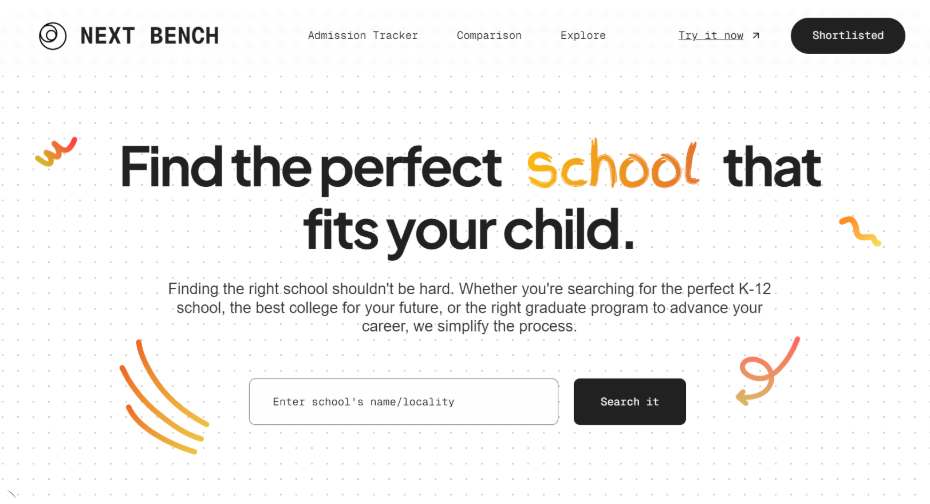 NEXT BENCH
Admission Tracker
Comparison
Explore
Try it now
Shortlisted
Find the perfect school that
fits your child.
Finding the right school shouldn't be hard. Whether you're searching for the perfect K-12
school, the best college for your future, or the right graduate program to advance your
career, we simplify the process.
Enter school's name/locality
Search it